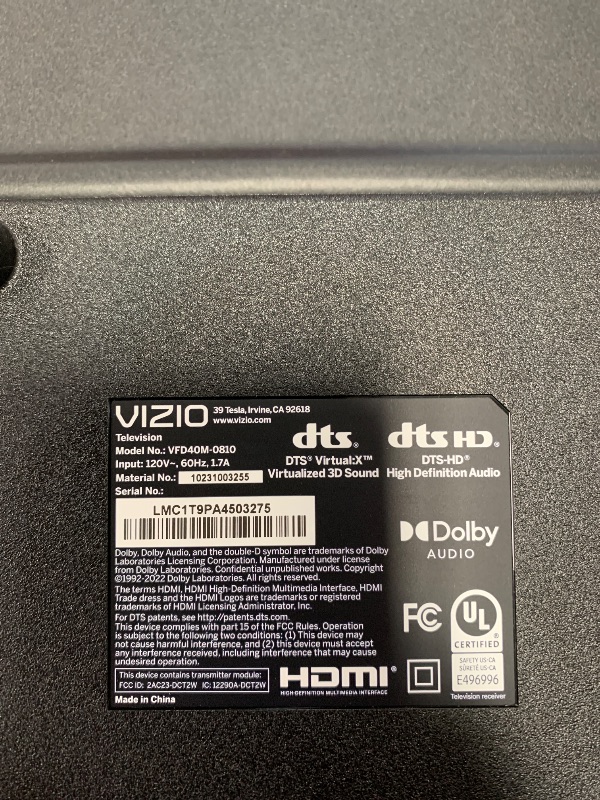 VIZIO 39 Tesla, Irvine, CA 92618
www.vizio.com
Television
Model No.: VFD40M-0810
Input: 120V~, 60Hz, 1.7A
Material No.: 10231003255
Serial No.:
LMC1T9PA4503275
dts®
DTS® Virtual:X™
Virtualized 3D Sound
dts HD®
DTS-HD®
High Definition Audio
Dolby
AUDIO
Dolby, Dolby Audio, and the double-D symbol are trademarks of Dolby
Laboratories Licensing Corporation. Manufactured under license
from Dolby Laboratories. Confidential unpublished works. Copyright
©1992-2022 Dolby Laboratories. All rights reserved.
The terms HDMI, HDMI High-Definition Multimedia Interface, HDMI
Trade dress and the HDMI Logos are trademarks or registered
trademarks of HDMI Licensing Administrator, Inc.
For DTS patents, see http://patents.dts.com.
This device complies with part 15 of the FCC Rules. Operation
is subject to the following two conditions: (1) This device may
not cause harmful interference, and (2) this device must accept
any interference received, including interference that may cause
undesired operation.
This device contains transmitter module:
FCC ID: 2AC23-DCT2W IC: 12290A-DCT2W
Made in China
HDMI®
HIGH-DEFINITION MULTIMEDIA INTERFACE
FC
UL®
CERTIFIED
SAFETY US-CA
SÛRETÉ US-CA
E496996
Television receiver